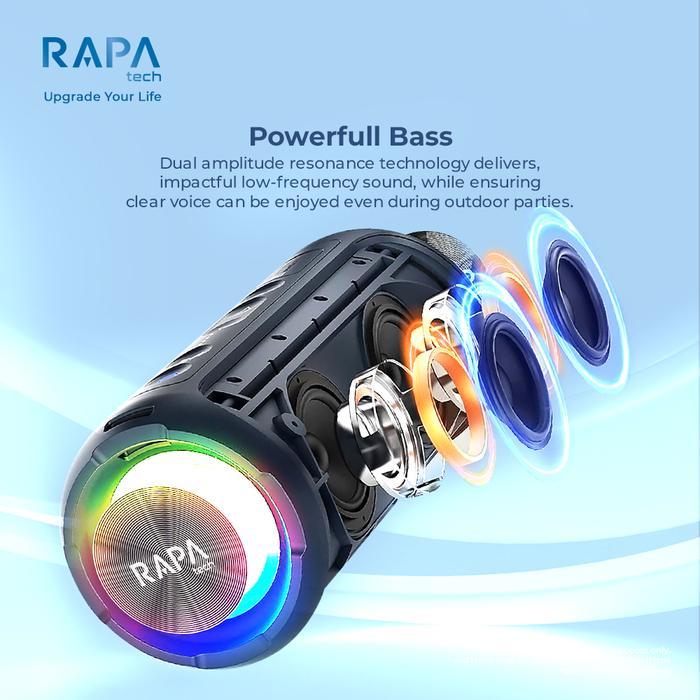 RAPA
tech
Upgrade Your Life
Powerfull Bass
Dual amplitude resonance technology delivers,
impactful low-frequency sound, while ensuring
clear voice can be enjoyed even during outdoor parties.
RAPA
tech
only.